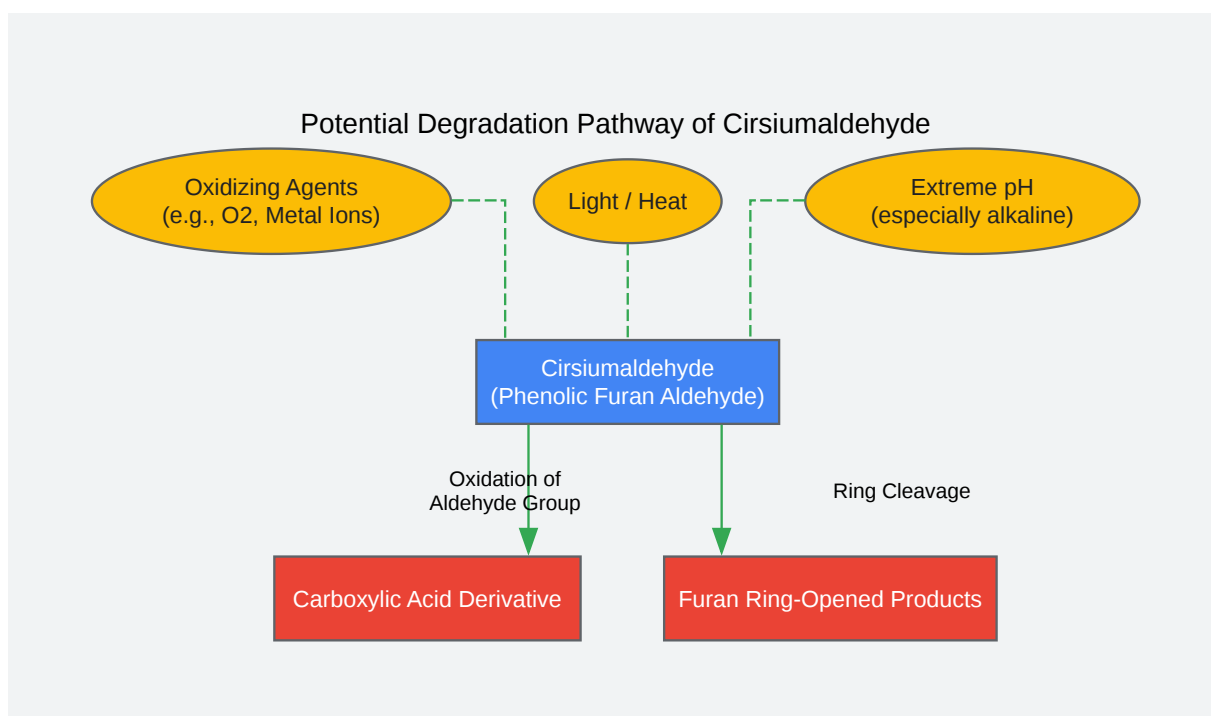 Potential Degradation Pathway of Cirsiumaldehyde
Oxidizing Agents
(e.g., O2, Metal Ions)
Light / Heat
Extreme pH
(especially alkaline)
Cirsiumaldehyde
(Phenolic Furan Aldehyde)
Oxidation of
Aldehyde Group
Ring Cleavage
Carboxylic Acid Derivative
Furan Ring-Opened Products